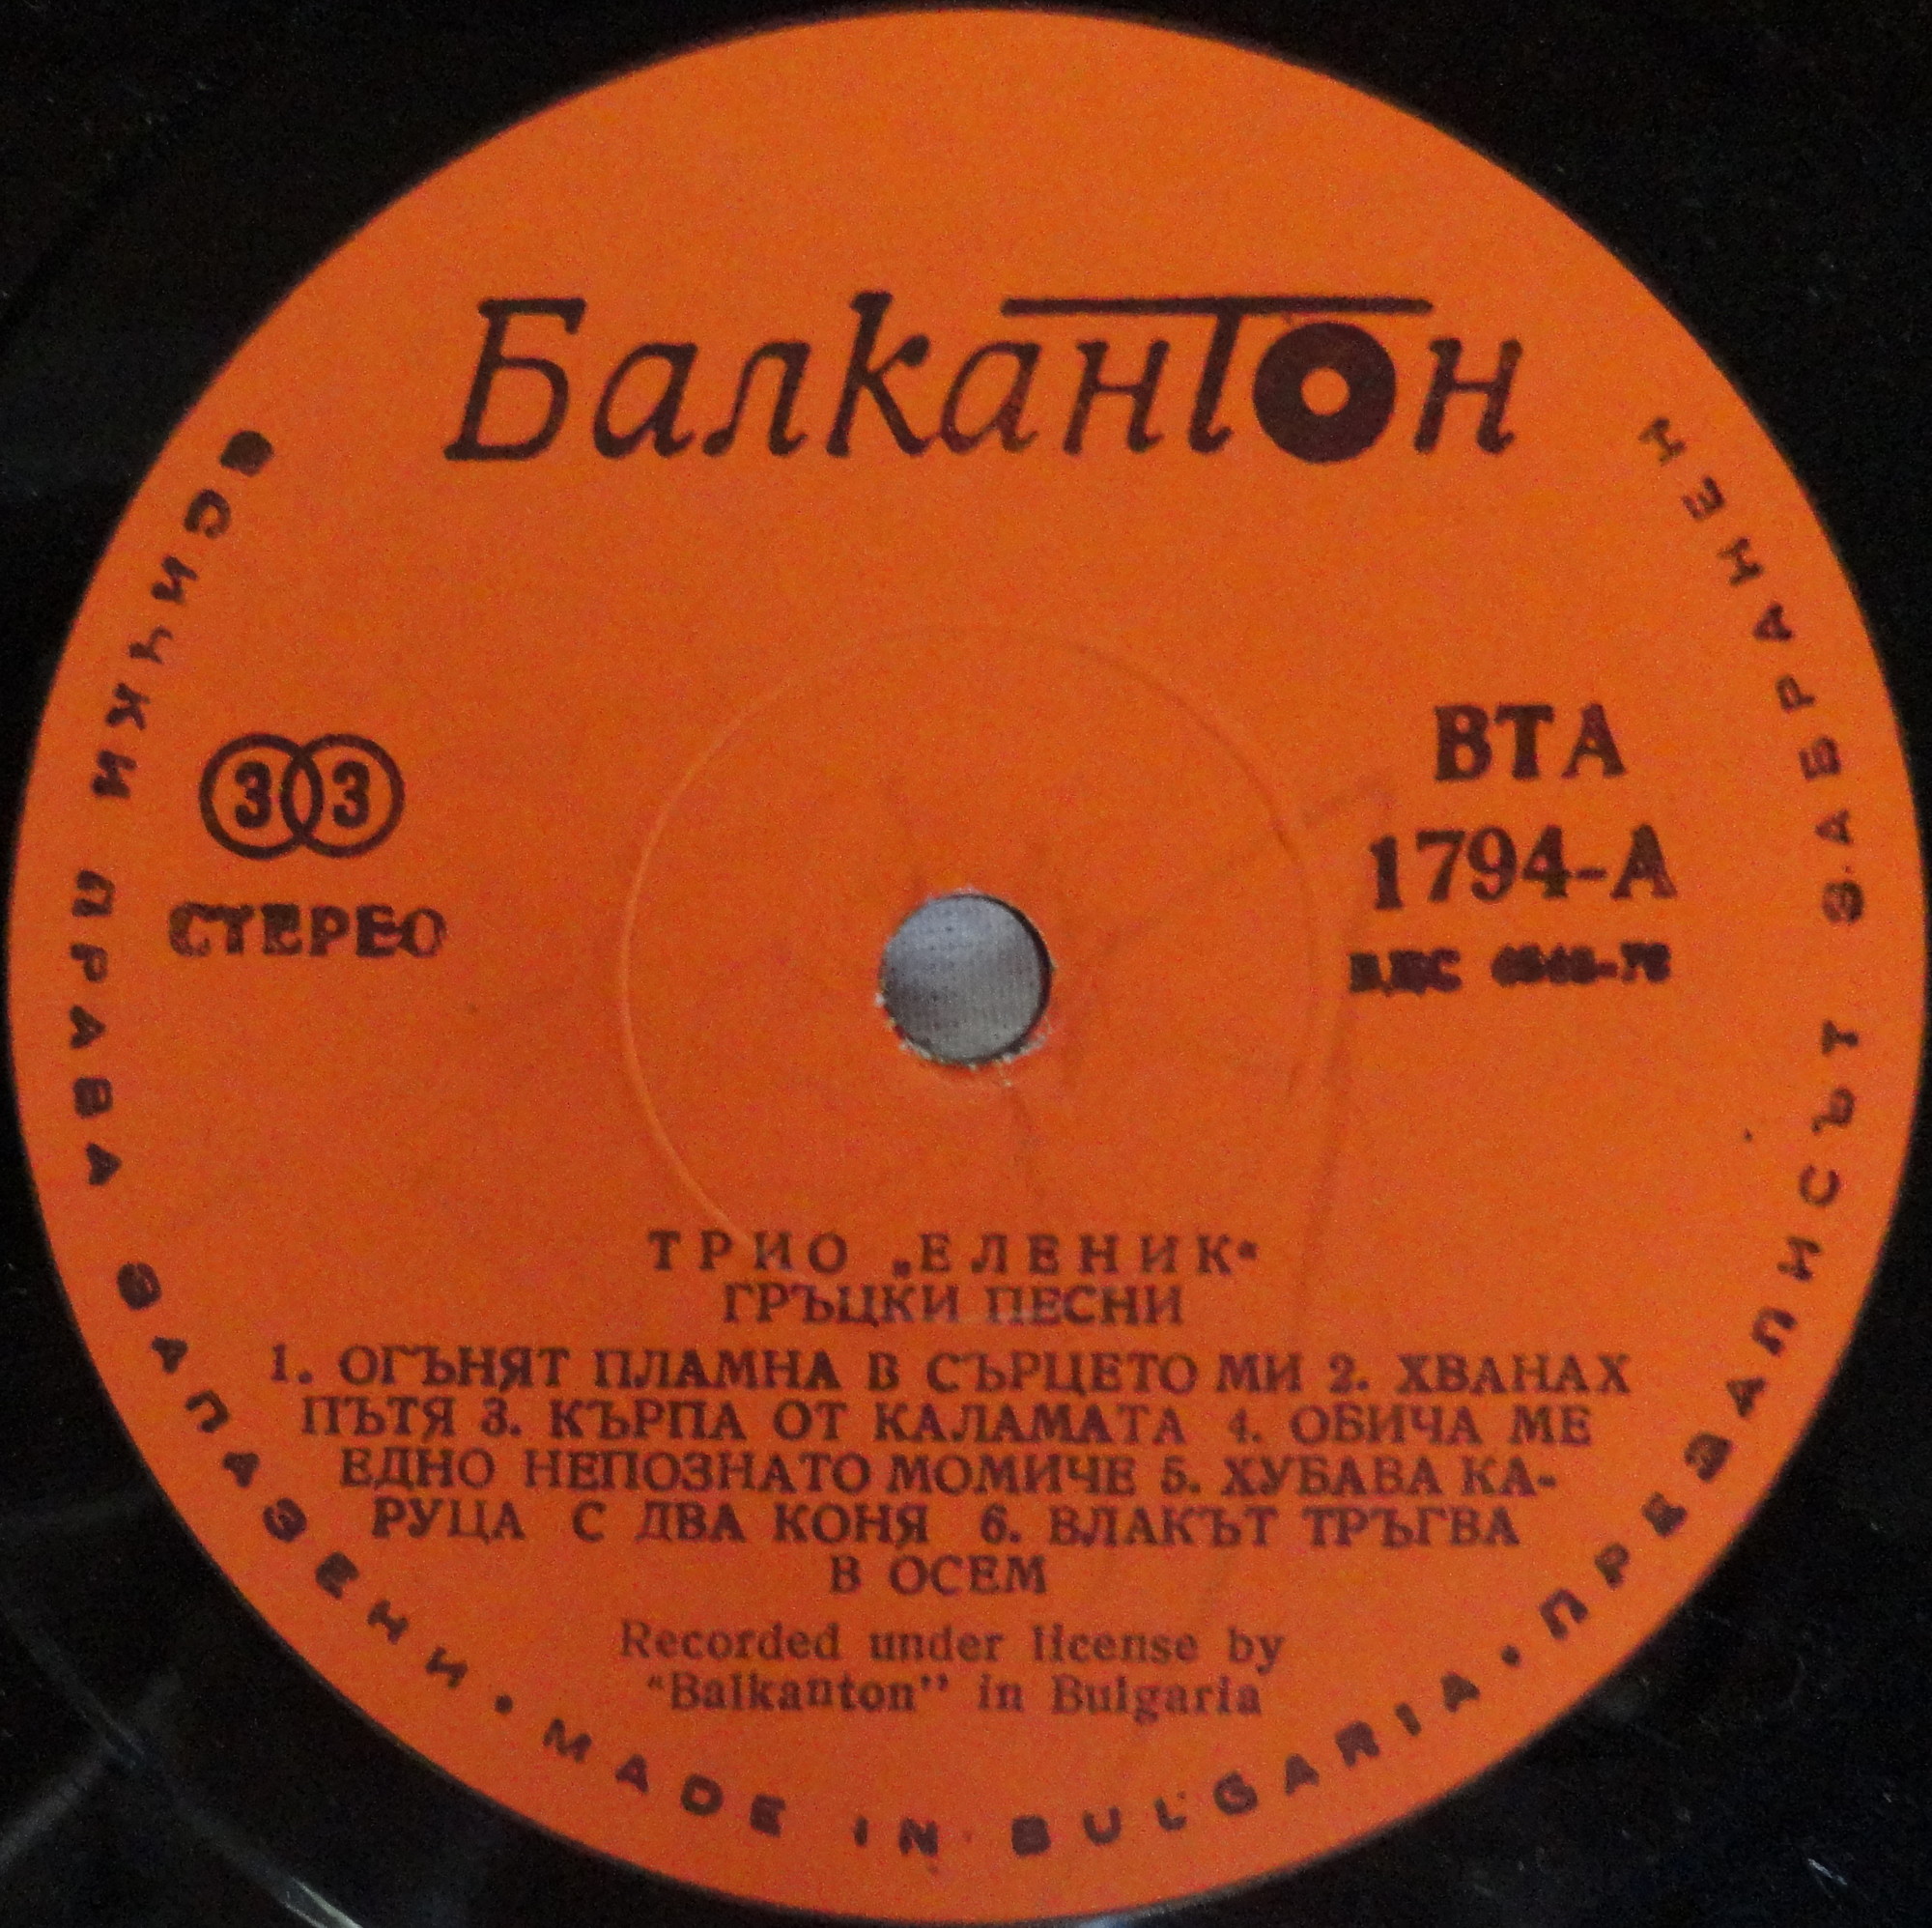 Балкантон
33
СТЕРЕО
ВТА
1794-А
ТРИО „ЕЛЕНИК“
ГРЪЦКИ ПЕСНИ
1. ОГЪНЯТ ПЛАМНА В СЪРЦЕТО МИ 2. ХВАНАХ
ПЪТЯ 3. КЪРПА ОТ КАЛАМАТА 4. ОБИЧА МЕ
ЕДНО НЕПОЗНАТО МОМИЧЕ 5. ХУБАВА КА-
РУЦА С ДВА КОНЯ 6. ВЛАКЪТ ТРЪГВА
В ОСЕМ
Recorded under license by
“Balkanton” in Bulgaria
ВСИЧКИ ПРАВА ЗАПАЗЕНИ • MADE IN BULGARIA • ПРЕЗАПИСЪТ ЗАБРАНЕН